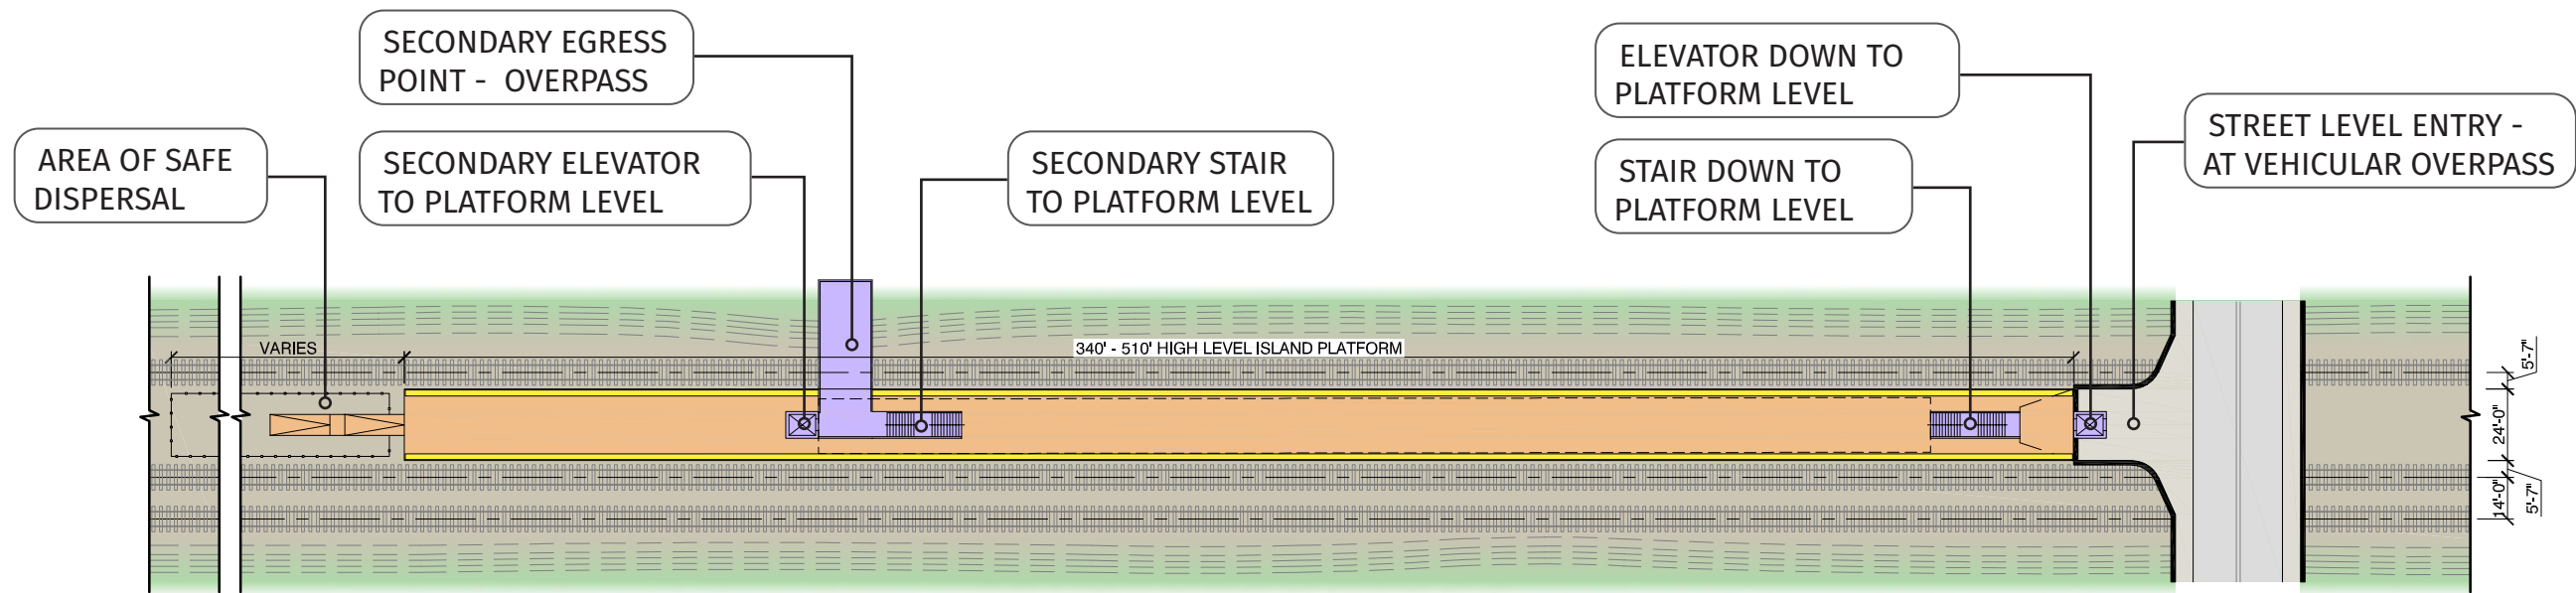 SECONDARY EGRESS
POINT -  OVERPASS
ELEVATOR DOWN TO
PLATFORM LEVEL
AREA OF SAFE
DISPERSAL
SECONDARY ELEVATOR
TO PLATFORM LEVEL
SECONDARY STAIR
TO PLATFORM LEVEL
STAIR DOWN TO
PLATFORM LEVEL
STREET LEVEL ENTRY -
AT VEHICULAR OVERPASS
VARIES
340' - 510' HIGH LEVEL ISLAND PLATFORM
5'-7"
24'-0"
14'-0"
5'-7"